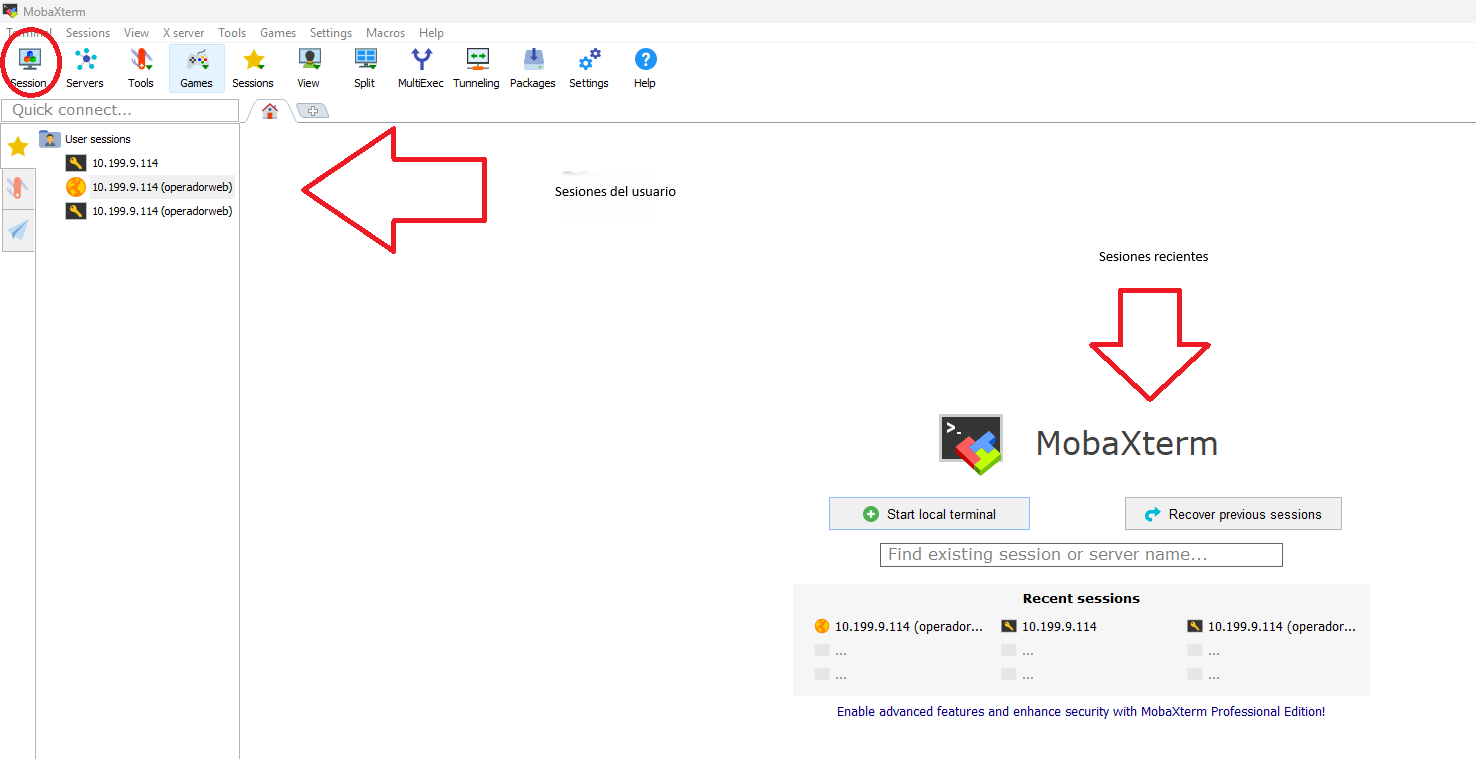 MobaXterm
Terminal Sessions View X server Tools Games Settings Macros Help
Session Servers Tools Games Sessions View Split MultiExec Tunneling Packages Settings Help
Quick connect...
User sessions
10.199.9.114
10.199.9.114 (operadorweb)
10.199.9.114 (operadorweb)
Sesiones del usuario
Sesiones recientes
>_
MobaXterm
Start local terminal Recover previous sessions
Find existing session or server name...
Recent sessions
10.199.9.114 (operador... 10.199.9.114 10.199.9.114 (operador...
... ... ...
... ... ...
Enable advanced features and enhance security with MobaXterm Professional Edition!